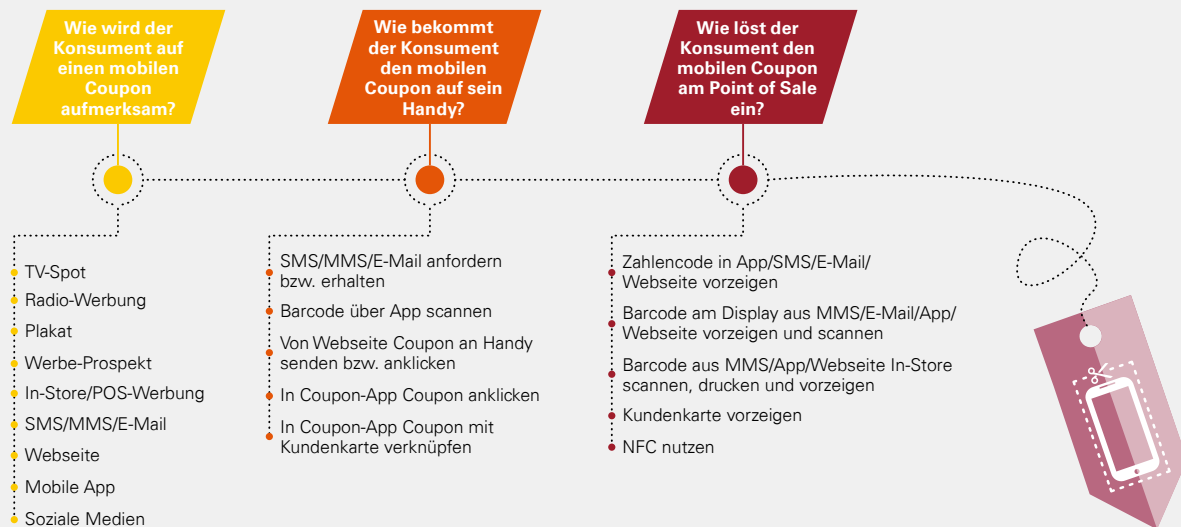 Wie wird der
Konsument auf
einen mobilen
Coupon
aufmerksam?
TV-Spot
Radio-Werbung
Plakat
Werbe-Prospekt
In-Store/POS-Werbung
SMS/MMS/E-Mail
Webseite
Mobile App
Soziale Medien
Wie bekommt
der Konsument
den mobilen
Coupon auf sein
Handy?
SMS/MMS/E-Mail anfordern
bzw. erhalten
Barcode über App scannen
Von Webseite Coupon an Handy
senden bzw. anklicken
In Coupon-App Coupon anklicken
In Coupon-App Coupon mit
Kundenkarte verknüpfen
Wie löst der
Konsument den
mobilen Coupon
am Point of Sale
ein?
Zahlencode in App/SMS/E-Mail/
Webseite vorzeigen
Barcode am Display aus MMS/E-Mail/App/
Webseite vorzeigen und scannen
Barcode aus MMS/App/Webseite In-Store
scannen, drucken und vorzeigen
Kundenkarte vorzeigen
NFC nutzen